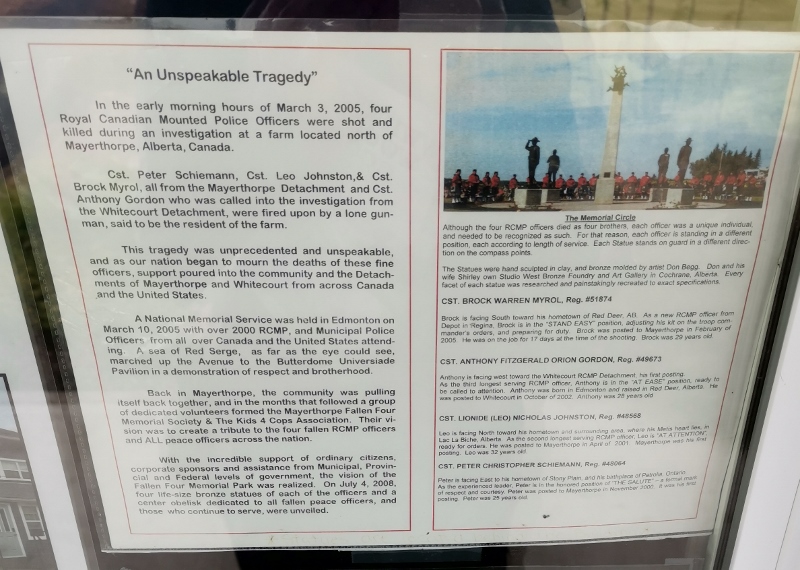 "An Unspeakable Tragedy"
In the early morning hours of March 3, 2005, four
Royal Canadian Mounted Police Officers were shot and
killed during an investigation at a farm located north of
Mayerthorpe, Alberta, Canada.
Cst. Peter Schiemann, Cst. Leo Johnston,& Cst.
Brock Myrol, all from the Mayerthorpe Detachment and Cst.
Anthony Gordon who was called into the investigation from
the Whitecourt Detachment, were fired upon by a lone gun-
man, said to be the resident of the farm.
This tragedy was unprecedented and unspeakable,
and as our nation began to mourn the deaths of these fine
officers, support poured into the community and the Detach-
ments of Mayerthorpe and Whitecourt from across Canada
and the United States.
A National Memorial Service was held in Edmonton on
March 10, 2005 with over 2000 RCMP, and Municipal Police
Officers from all over Canada and the United States attend-
ing. A sea of Red Serge, as far as the eye could see,
marched up the Avenue to the Butterdome Universiade
Pavilion in a demonstration of respect and brotherhood.
Back in Mayerthorpe, the community was pulling
itself back together, and in the months that followed a group
of dedicated volunteers formed the Mayerthorpe Fallen Four
Memorial Society & The Kids 4 Cops Association. Their vi-
sion was to create a tribute to the four fallen RCMP officers
and ALL peace officers across the nation.
With the incredible support of ordinary citizens,
corporate sponsors and assistance from Municipal, Provin-
cial and Federal levels of government, the vision of the
Fallen Four Memorial Park was realized. On July 4, 2008,
four life-size bronze statues of each of the officers and a
center obelisk dedicated to all fallen peace officers, and
those who continue to serve, were unveiled.
The Memorial Circle
Although the four RCMP officers died as four brothers, each officer was a unique individual,
and needed to be recognized as such. For that reason, each officer is standing in a different
position, each according to length of service. Each Statue stands on guard in a different direc-
tion on the compass points.
The Statues were hand sculpted in clay, and bronze molded by artist Don Begg. Don and his
wife Shirley own Studio West Bronze Foundry and Art Gallery in Cochrane, Alberta. Every
facet of each statue was researched and painstakingly recreated to exact specifications.
CST. BROCK WARREN MYROL, Reg. #51874
Brock is facing South toward his hometown of Red Deer, AB. As a new RCMP officer from
Depot in Regina, Brock is in the "STAND EASY" position, adjusting his kit on the troop com-
mander's orders, and preparing for duty. Brock was posted to Mayerthorpe in February of
2005. He was on the job for 17 days at the time of the shooting. Brock was 29 years old.
CST. ANTHONY FITZGERALD ORION GORDON, Reg. #49673
Anthony is facing west toward the Whitecourt RCMP Detachment, his first posting.
As the third longest serving RCMP officer, Anthony is in the "AT EASE" position, ready to
be called to attention. Anthony was born in Edmonton and raised in Red Deer, Alberta. He
was posted to Whitecourt in October of 2002. Anthony was 28 years old.
CST. LIONIDE (LEO) NICHOLAS JOHNSTON, Reg. #48568
Leo is facing North toward his hometown and surrounding area, where his Metis heart lies, in
Lac La Biche, Alberta. As the second longest serving RCMP officer, Leo is "AT ATTENTION",
ready for orders. He was posted to Mayerthorpe in April of 2001. Mayerthorpe was his first
posting. Leo was 32 years old.
CST. PETER CHRISTOPHER SCHIEMANN, Reg. #48064
Peter is facing East to his hometown of Stony Plain, and his birthplace of Petrolia, Ontario.
As the experienced leader, Peter is in the honored position of "THE SALUTE" - a formal mark
of respect and courtesy. Peter was posted to Mayerthorpe in November 2000. It was his first
posting. Peter was 25 years old.